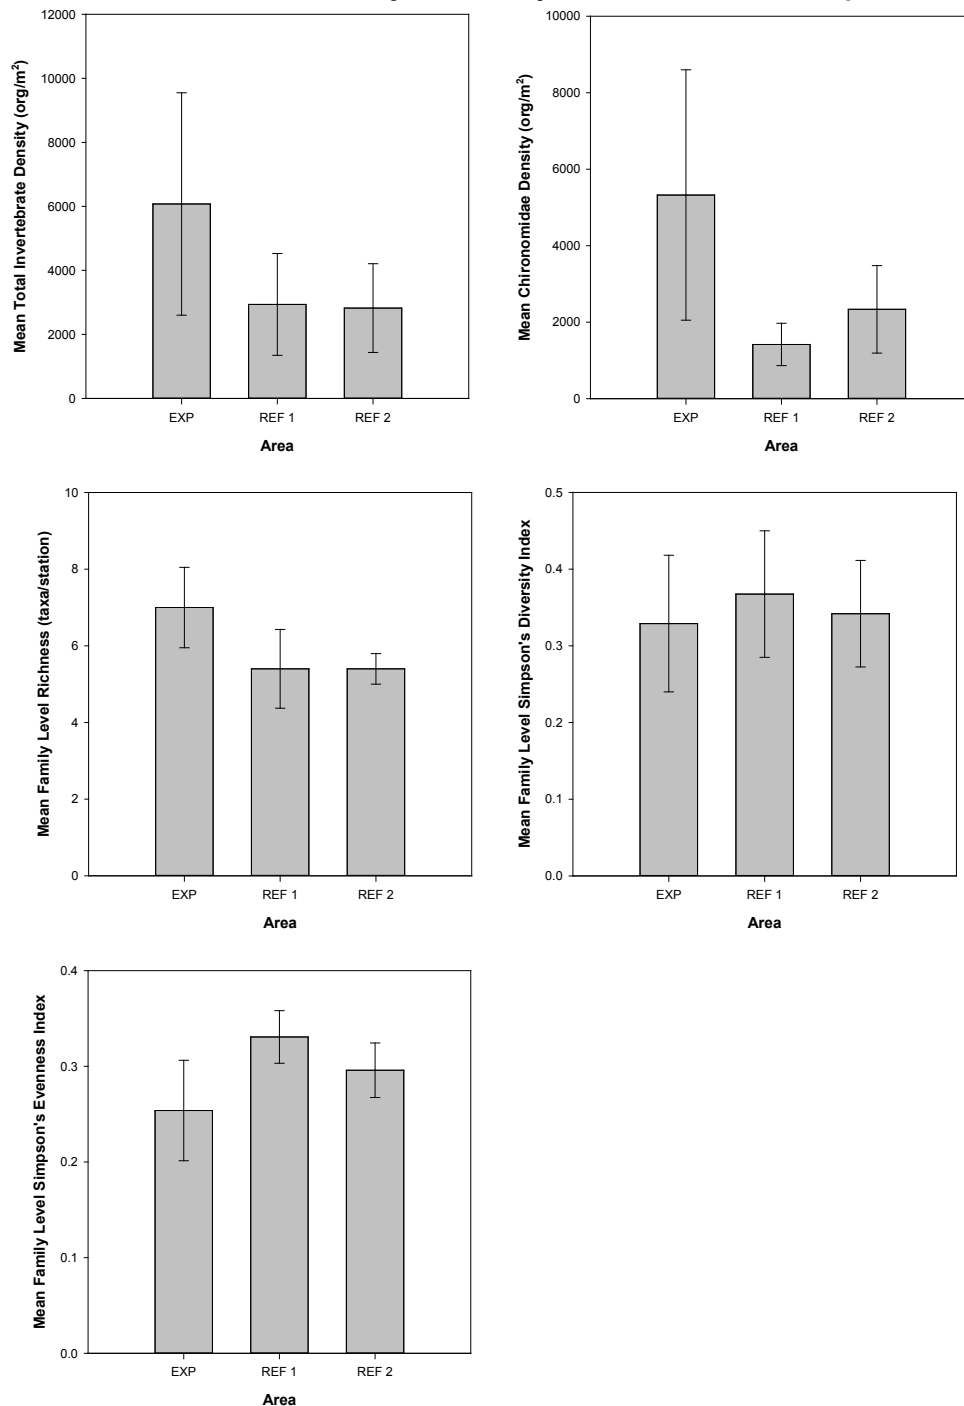 Mean Total Invertebrate Density (org/m²)
12000
10000
8000
6000
4000
2000
0
EXP REF 1 REF 2
Area
Mean Chironomidae Density (org/m²)
10000
8000
6000
4000
2000
0
EXP REF 1 REF 2
Area
Mean Family Level Richness (taxa/station)
10
8
6
4
2
0
EXP REF 1 REF 2
Area
Mean Family Level Simpson's Diversity Index
0.5
0.4
0.3
0.2
0.1
0.0
EXP REF 1 REF 2
Area
Mean Family Level Simpson's Evenness Index
0.4
0.3
0.2
0.1
0.0
EXP REF 1 REF 2
Area